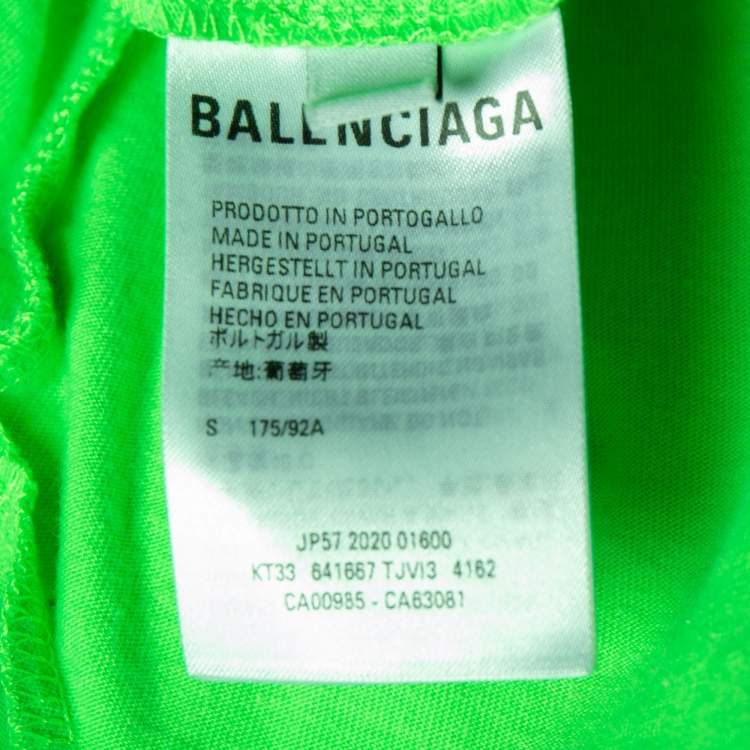 BALENCIAGA
PRODOTTO IN PORTOGALLO
MADE IN PORTUGAL
HERGESTELLT IN PORTUGAL
FABRIQUE EN PORTUGAL
HECHO EN PORTUGAL
ポルトガル製
产地:葡萄牙
S 175/92A
JP57 2020 01600
KT33 641667 TJVI3 4162
CA00985 - CA63081